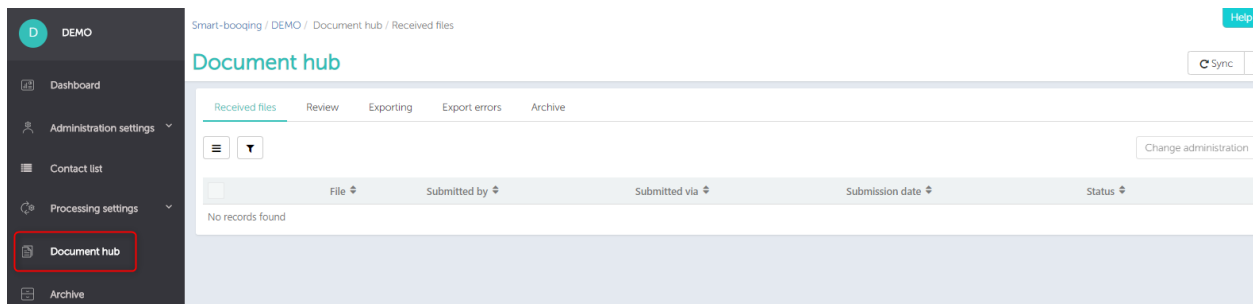 D DEMO
Dashboard
Administration settings
Contact list
Processing settings
Document hub
Archive
Smart-booqing / DEMO / Document hub / Received files
Help
Document hub
Sync
Received files Review Exporting Export errors Archive
Change administration
File Submitted by Submitted via Submission date Status
No records found